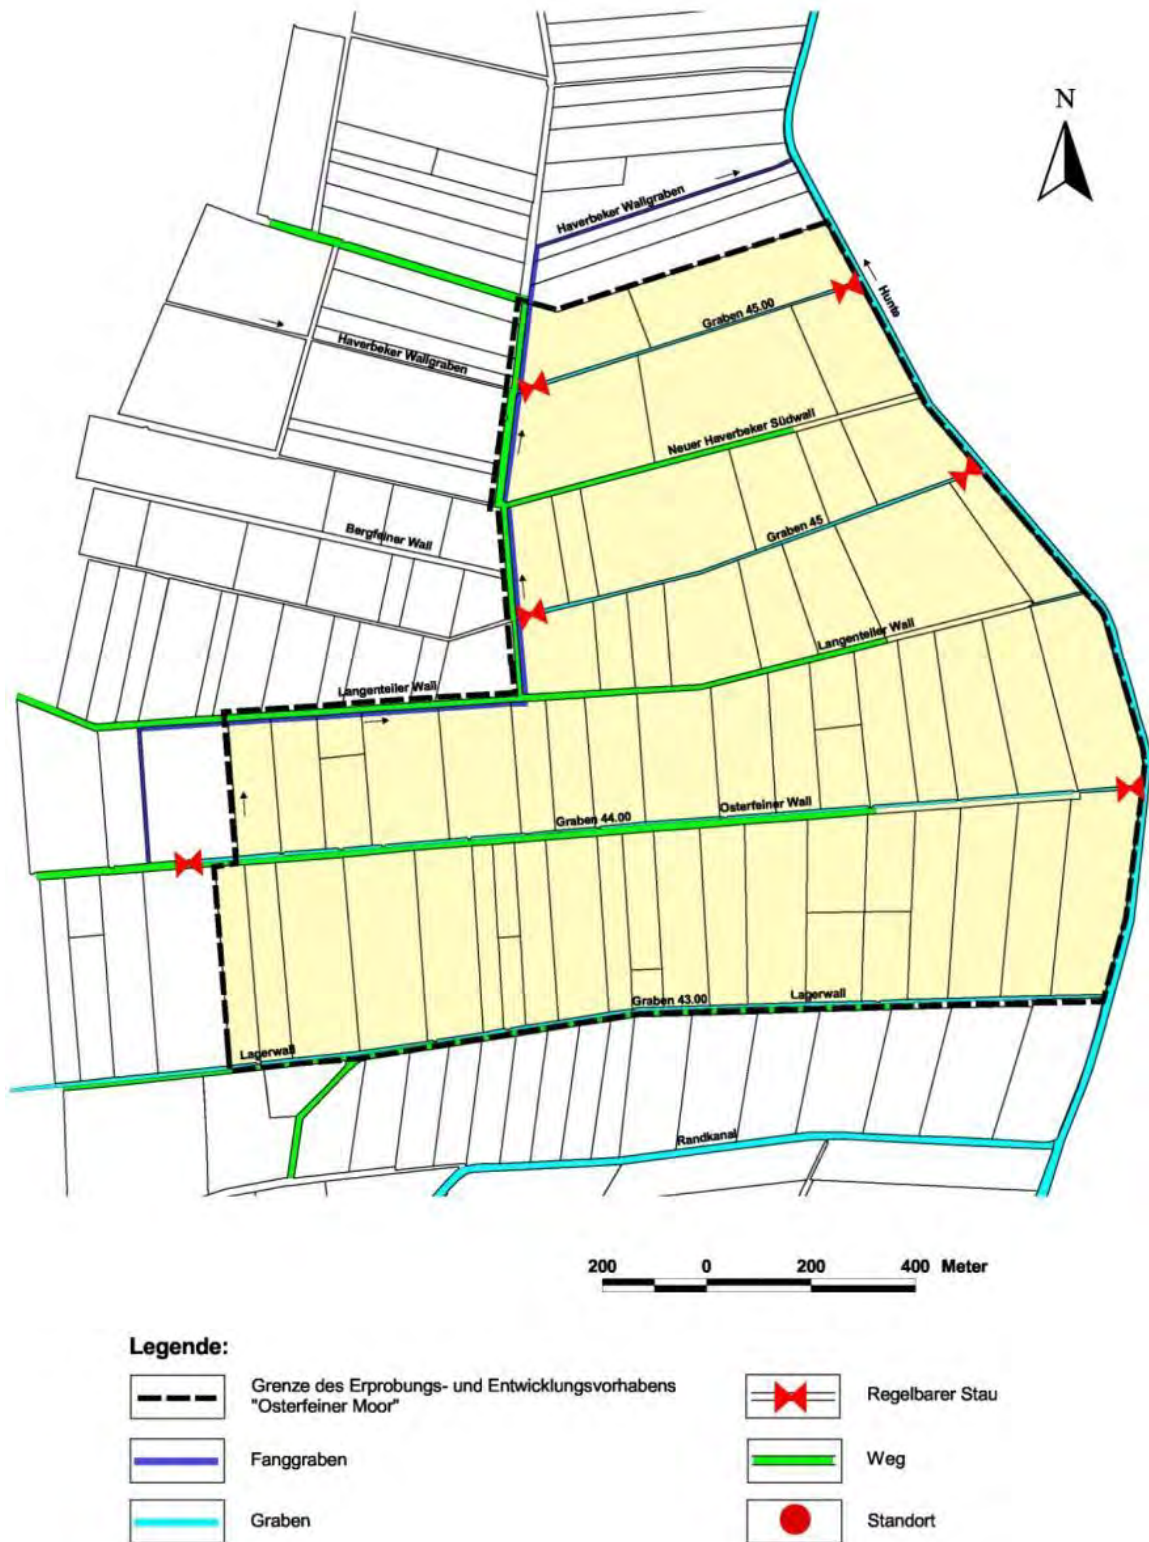 N
Haverbeker Wallgraben
Hunte
Graben 45.00
Haverbeker Wallgraben
Neuer Haverbeker Südwall
Bergfeiner Wall
Graben 45
Langenteiler Wall
Langenteiler Wall
Osterfeiner Wall
Graben 44.00
Lagerwall
Graben 43.00
Lagerwall
Randkanal
200 0 200 400 Meter
Legende:
Grenze des Erprobungs- und Entwicklungsvorhabens
"Osterfeiner Moor"
Regelbarer Stau
Fanggraben
Weg
Graben
Standort